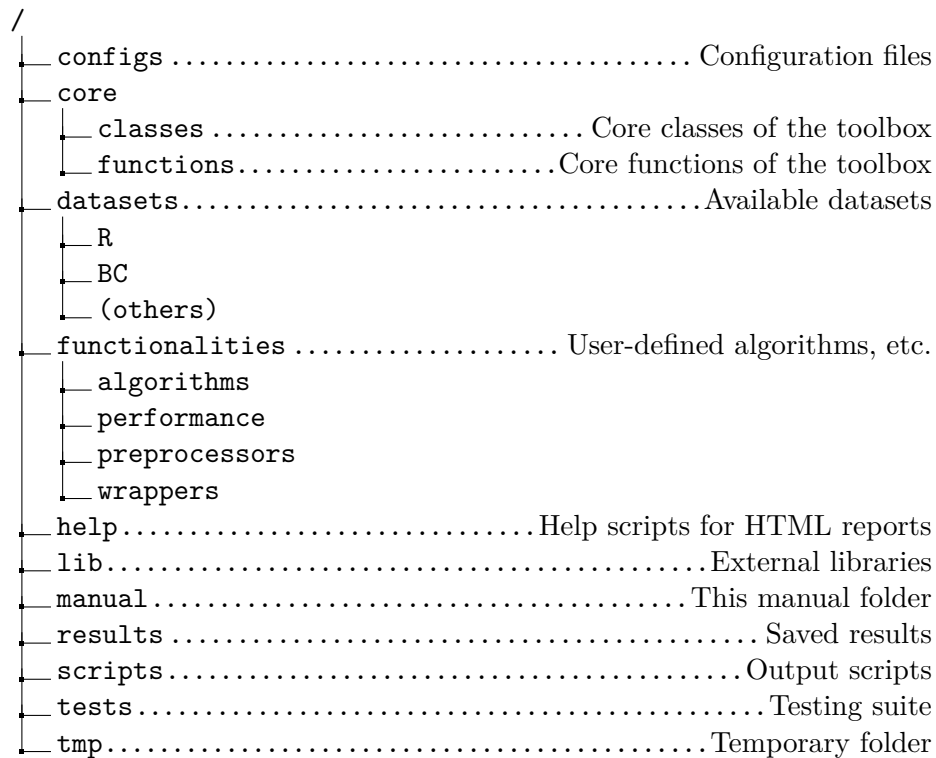 /
configs ........................................ Configuration files
core
classes ............................. Core classes of the toolbox
functions.........................Core functions of the toolbox
datasets........................................Available datasets
R
BC
(others)
functionalities .................... User-defined algorithms, etc.
algorithms
performance
preprocessors
wrappers
help................................Help scripts for HTML reports
lib..............................................External libraries
manual.........................................This manual folder
results ............................................. Saved results
scripts............................................Output scripts
tests................................................Testing suite
tmp..............................................Temporary folder